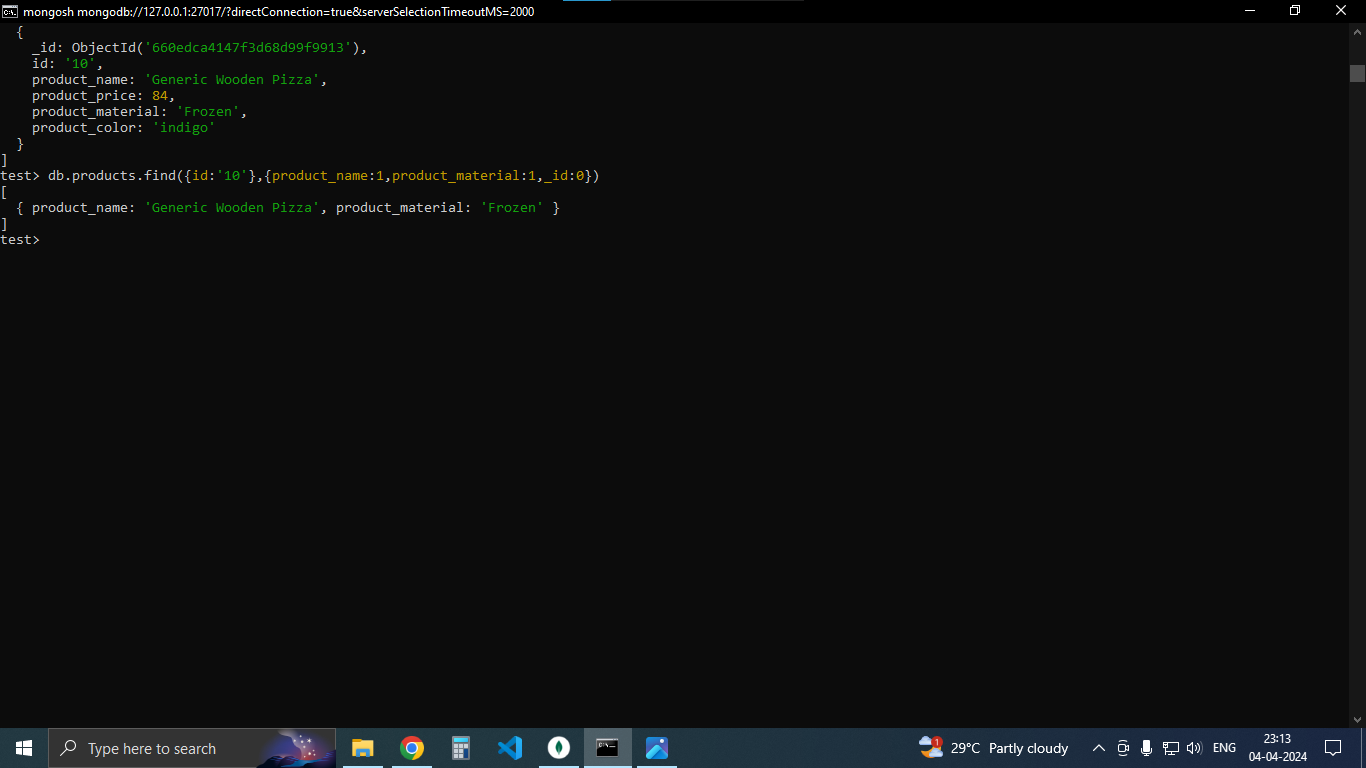 mongosh mongodb://127.0.0.1:27017/?directConnection=true&serverSelectionTimeoutMS=2000
{
_id: ObjectId('660edca4147f3d68d99f9913'),
id: '10',
product_name: 'Generic Wooden Pizza',
product_price: 84,
product_material: 'Frozen',
product_color: 'indigo'
}
]
test> db.products.find({id:'10'},{product_name:1,product_material:1,_id:0})
[
{ product_name: 'Generic Wooden Pizza', product_material: 'Frozen' }
]
test>
Type here to search
1
29°C Partly cloudy
ENG
23:13
04-04-2024